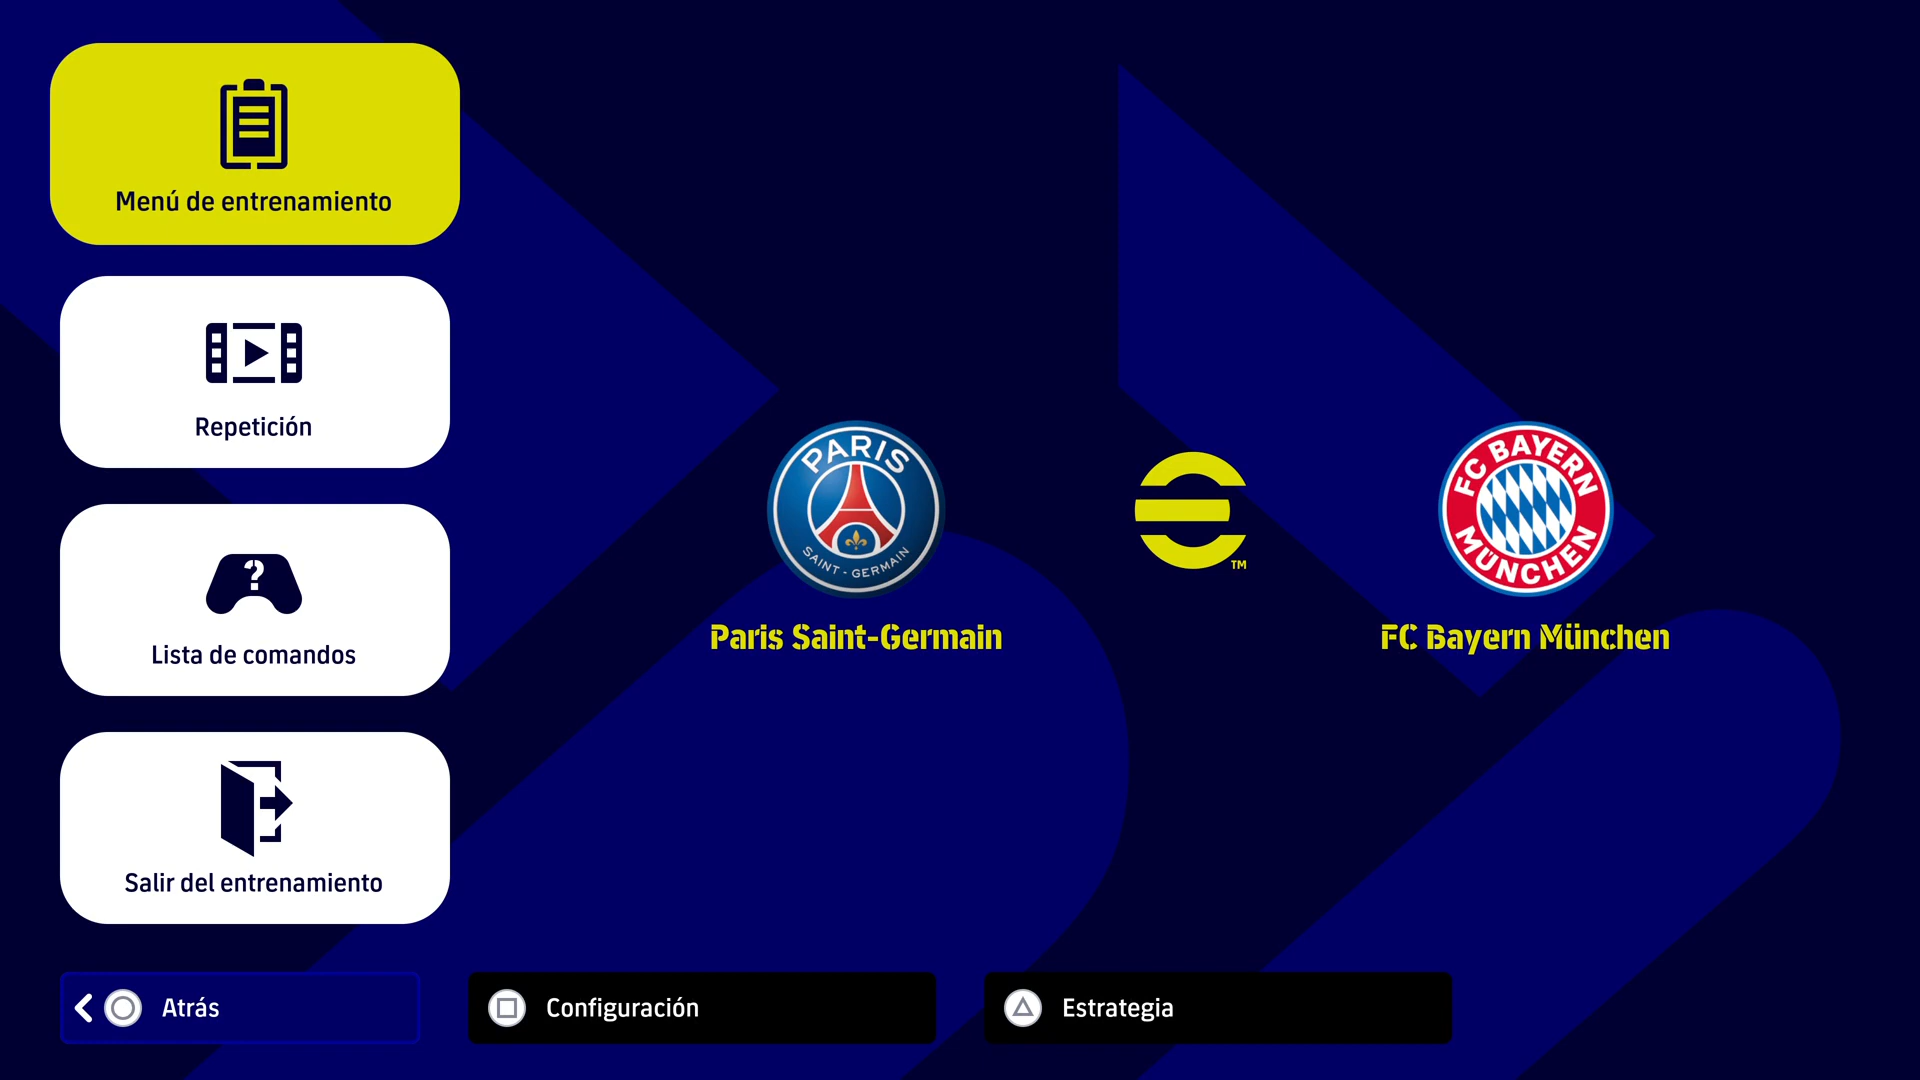 Menú de entrenamiento
Repetición
Lista de comandos
Salir del entrenamiento
PARIS
SAINT-GERMAIN
Paris Saint-Germain
TM
FC BAYERN
MÜNCHEN
FC Bayern München
Atrás
Configuración
Estrategia